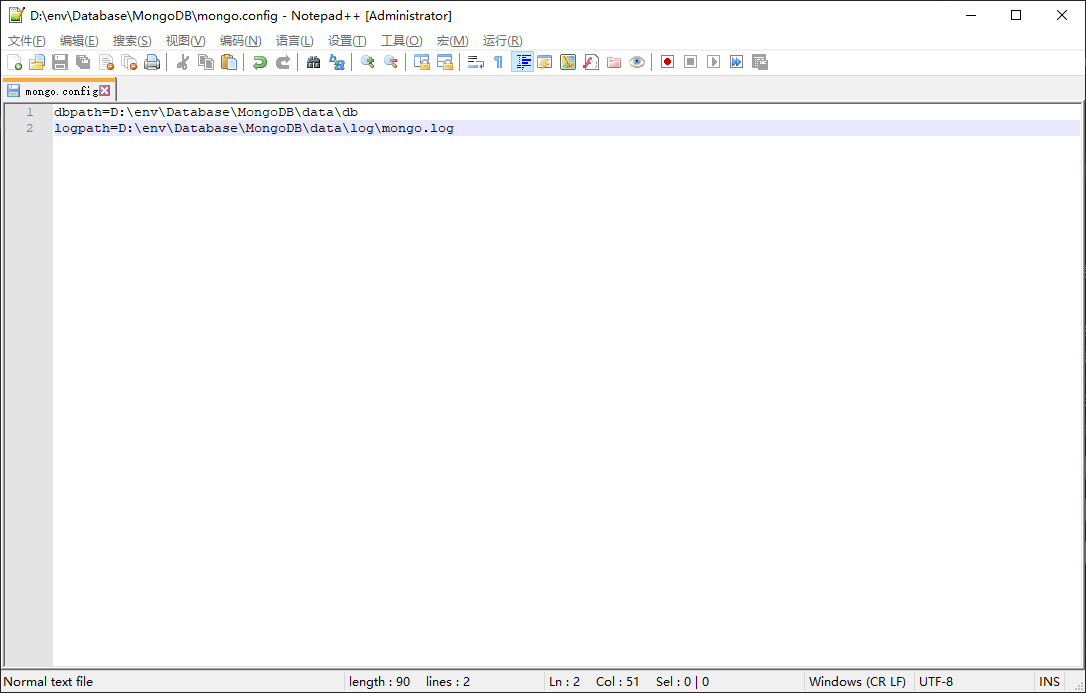 D:\env\Database\MongoDB\mongo.config - Notepad++ [Administrator]
文件(F) 编辑(E) 搜索(S) 视图(V) 编码(N) 语言(L) 设置(T) 工具(O) 宏(M) 运行(R)
mongo.config
1 dbpath=D:\env\Database\MongoDB\data\db
2 logpath=D:\env\Database\MongoDB\data\log\mongo.log
Normal text file length : 90 lines : 2 Ln : 2 Col : 51 Sel : 0 | 0 Windows (CR LF) UTF-8 INS